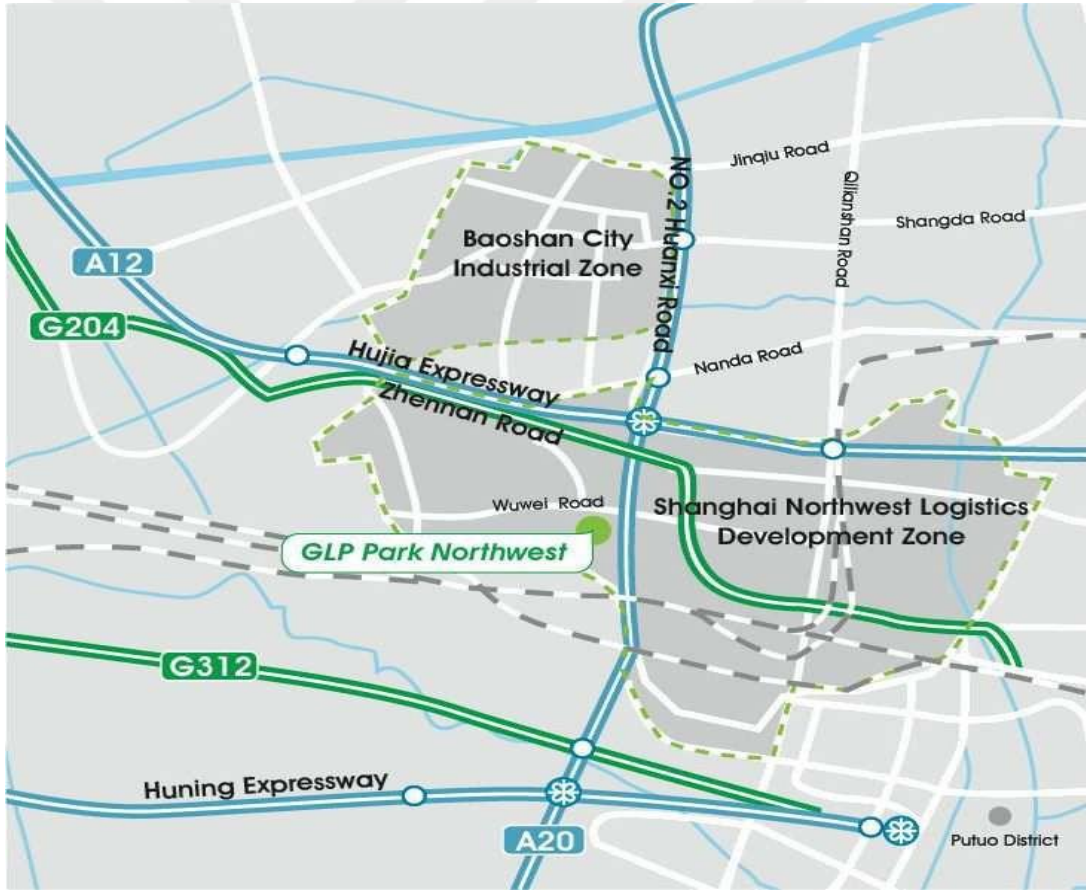 Jinqiu Road
NO.2 Huanxi Road
Qilianshan Road
Shangda Road
Baoshan City
Industrial Zone
A12
G204
Hujia Expressway
Nanda Road
Zhennan Road
Wuwei Road
Shanghai Northwest Logistics
Development Zone
GLP Park Northwest
G312
Huning Expressway
A20
Putuo District